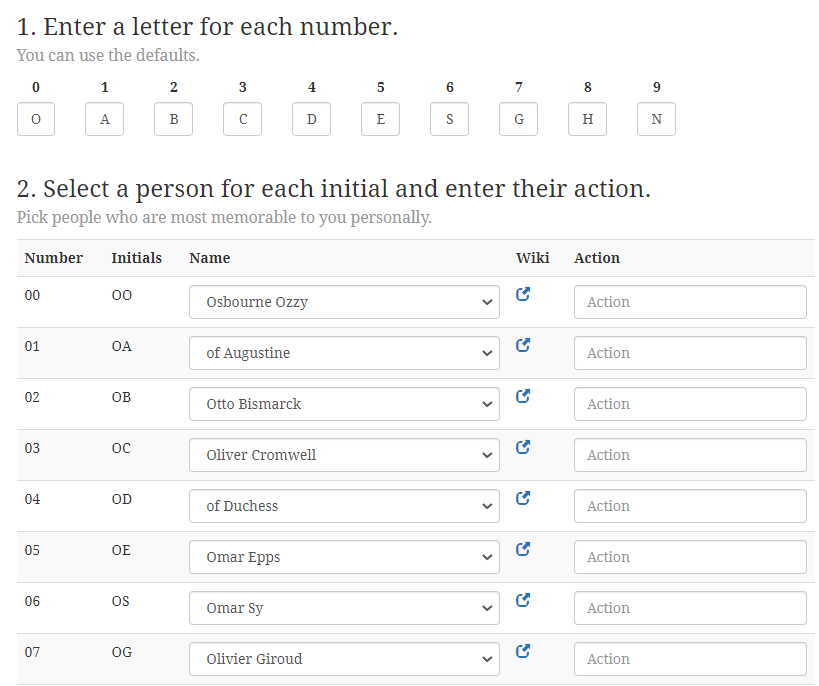 1. Enter a letter for each number.
You can use the defaults.
0 1 2 3 4 5 6 7 8 9
O A B C D E S G H N
2. Select a person for each initial and enter their action.
Pick people who are most memorable to you personally.
Number Initials Name Wiki Action
00 OO Osbourne Ozzy Action
01 OA of Augustine Action
02 OB Otto Bismarck Action
03 OC Oliver Cromwell Action
04 OD of Duchess Action
05 OE Omar Epps Action
06 OS Omar Sy Action
07 OG Olivier Giroud Action